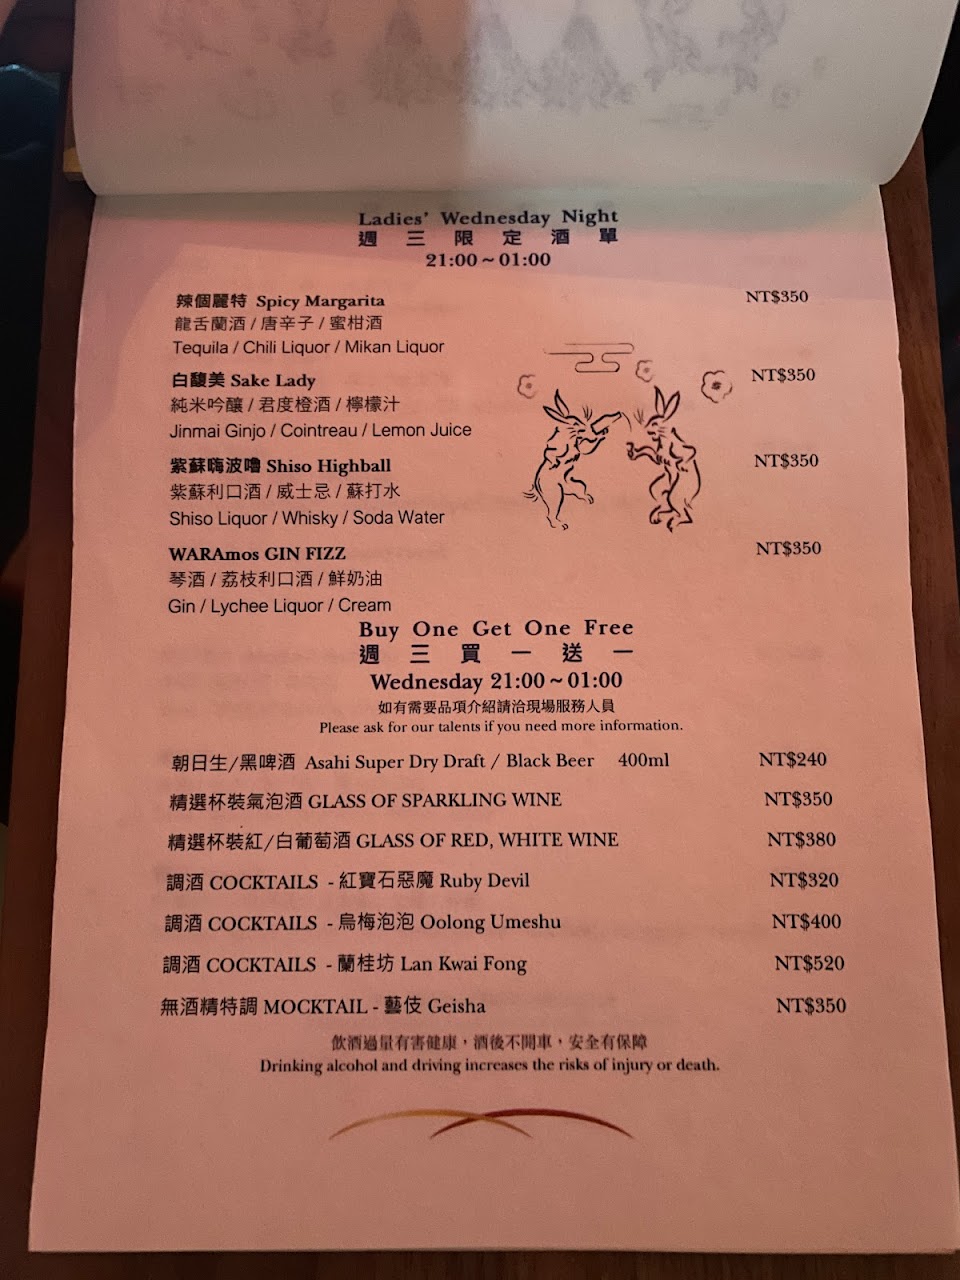 Ladies' Wednesday Night
週三限定酒單
21:00~01:00
辣個麗特 Spicy Margarita NT$350
龍舌蘭酒 / 唐辛子 / 蜜柑酒
Tequila / Chili Liquor / Mikan Liquor
白馥美 Sake Lady NT$350
純米吟釀 / 君度橙酒 / 檸檬汁
Jinmai Ginjo / Cointreau / Lemon Juice
紫蘇嗨波嚕 Shiso Highball NT$350
紫蘇利口酒 / 威士忌 / 蘇打水
Shiso Liquor / Whisky / Soda Water
WARAmos GIN FIZZ NT$350
琴酒 / 荔枝利口酒 / 鮮奶油
Gin / Lychee Liquor / Cream
Buy One Get One Free
週三買一送一
Wednesday 21:00~01:00
如有需要品項介紹請洽現場服務人員
Please ask for our talents if you need more information.
朝日生/黑啤酒 Asahi Super Dry Draft / Black Beer 400ml NT$240
精選杯裝氣泡酒 GLASS OF SPARKLING WINE NT$350
精選杯裝紅/白葡萄酒 GLASS OF RED, WHITE WINE NT$380
調酒 COCKTAILS - 紅寶石惡魔 Ruby Devil NT$320
調酒 COCKTAILS - 烏梅泡泡 Oolong Umeshu NT$400
調酒 COCKTAILS - 蘭桂坊 Lan Kwai Fong NT$520
無酒精特調 MOCKTAIL - 藝伎 Geisha NT$350
飲酒過量有害健康，酒後不開車，安全有保障
Drinking alcohol and driving increases the risks of injury or death.